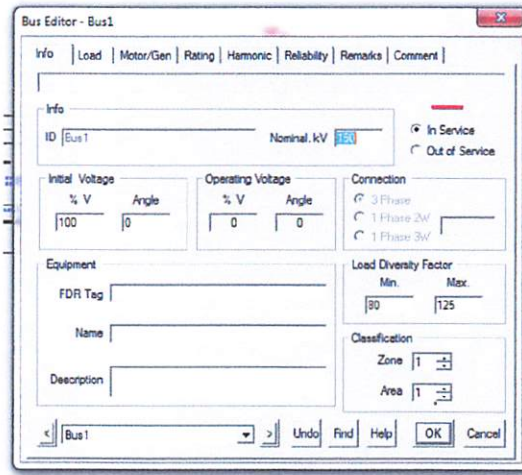 Bus Editor - Bus1
Info Load Motor/Gen Rating Harmonic Reliability Remarks Comment
Info
ID Bus1 Nominal. kV 150
In Service
Out of Service
Initial Voltage Operating Voltage Connection
% V Angle % V Angle
100 0 0 0
3 Phase
1 Phase 2W
1 Phase 3W
Equipment Load Diversity Factor
FDR Tag Min. Max.
80 125
Name
Classification
Zone 1
Description
Area 1
< Bus1 > Undo Find Help OK Cancel